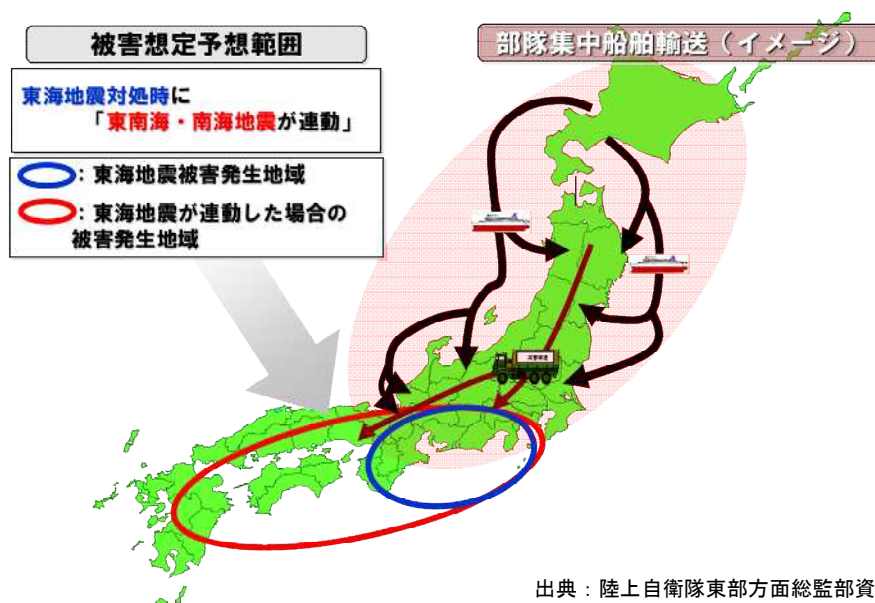 被害想定予想範囲
部隊集中船舶輸送（イメージ）
東海地震対処時に
「東南海・南海地震が連動」
：東海地震被害発生地域
：東海地震が連動した場合の
被害発生地域
出典：陸上自衛隊東部方面総監部資